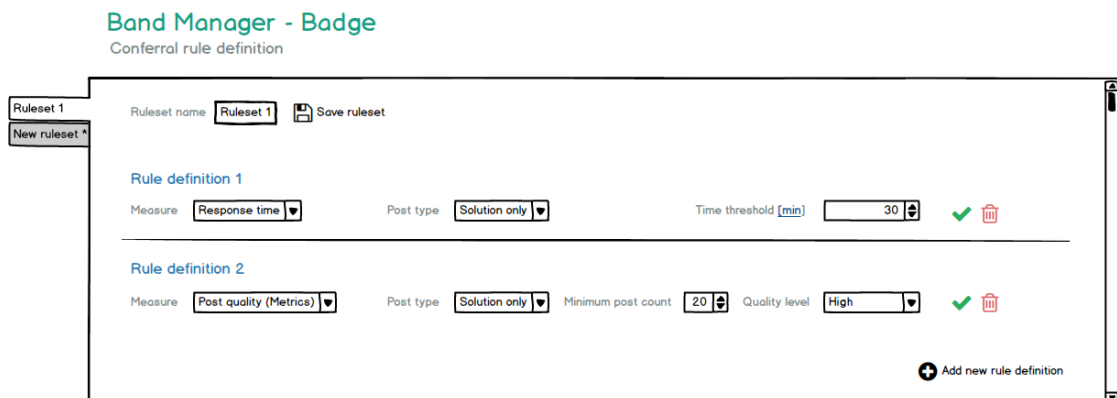 Band Manager - Badge
Conferral rule definition
Ruleset 1
New ruleset *
Ruleset name Ruleset 1 Save ruleset
Rule definition 1
Measure Response time Post type Solution only Time threshold [min] 30
Rule definition 2
Measure Post quality (Metrics) Post type Solution only Minimum post count 20 Quality level High
Add new rule definition